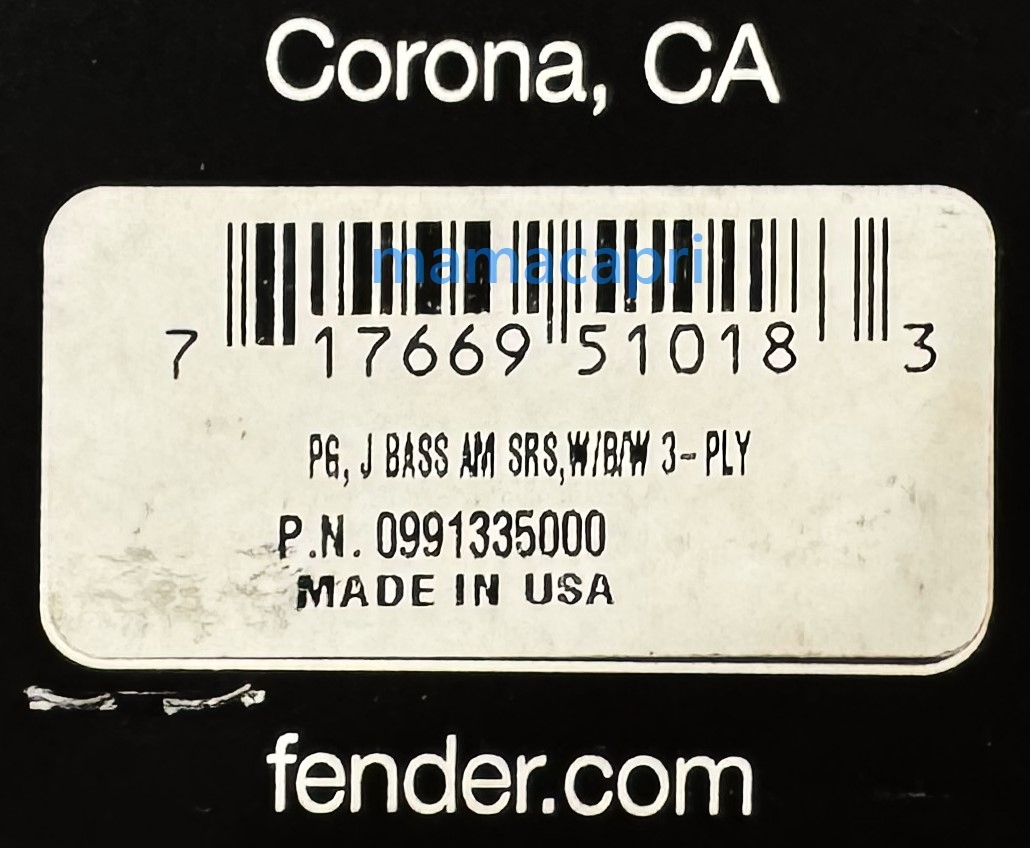 Corona, CA
mamacapri
7 17669 51018 3
PG, J BASS AM SRS,W/B/W 3-PLY
P.N. 0991335000
MADE IN USA
fender.com